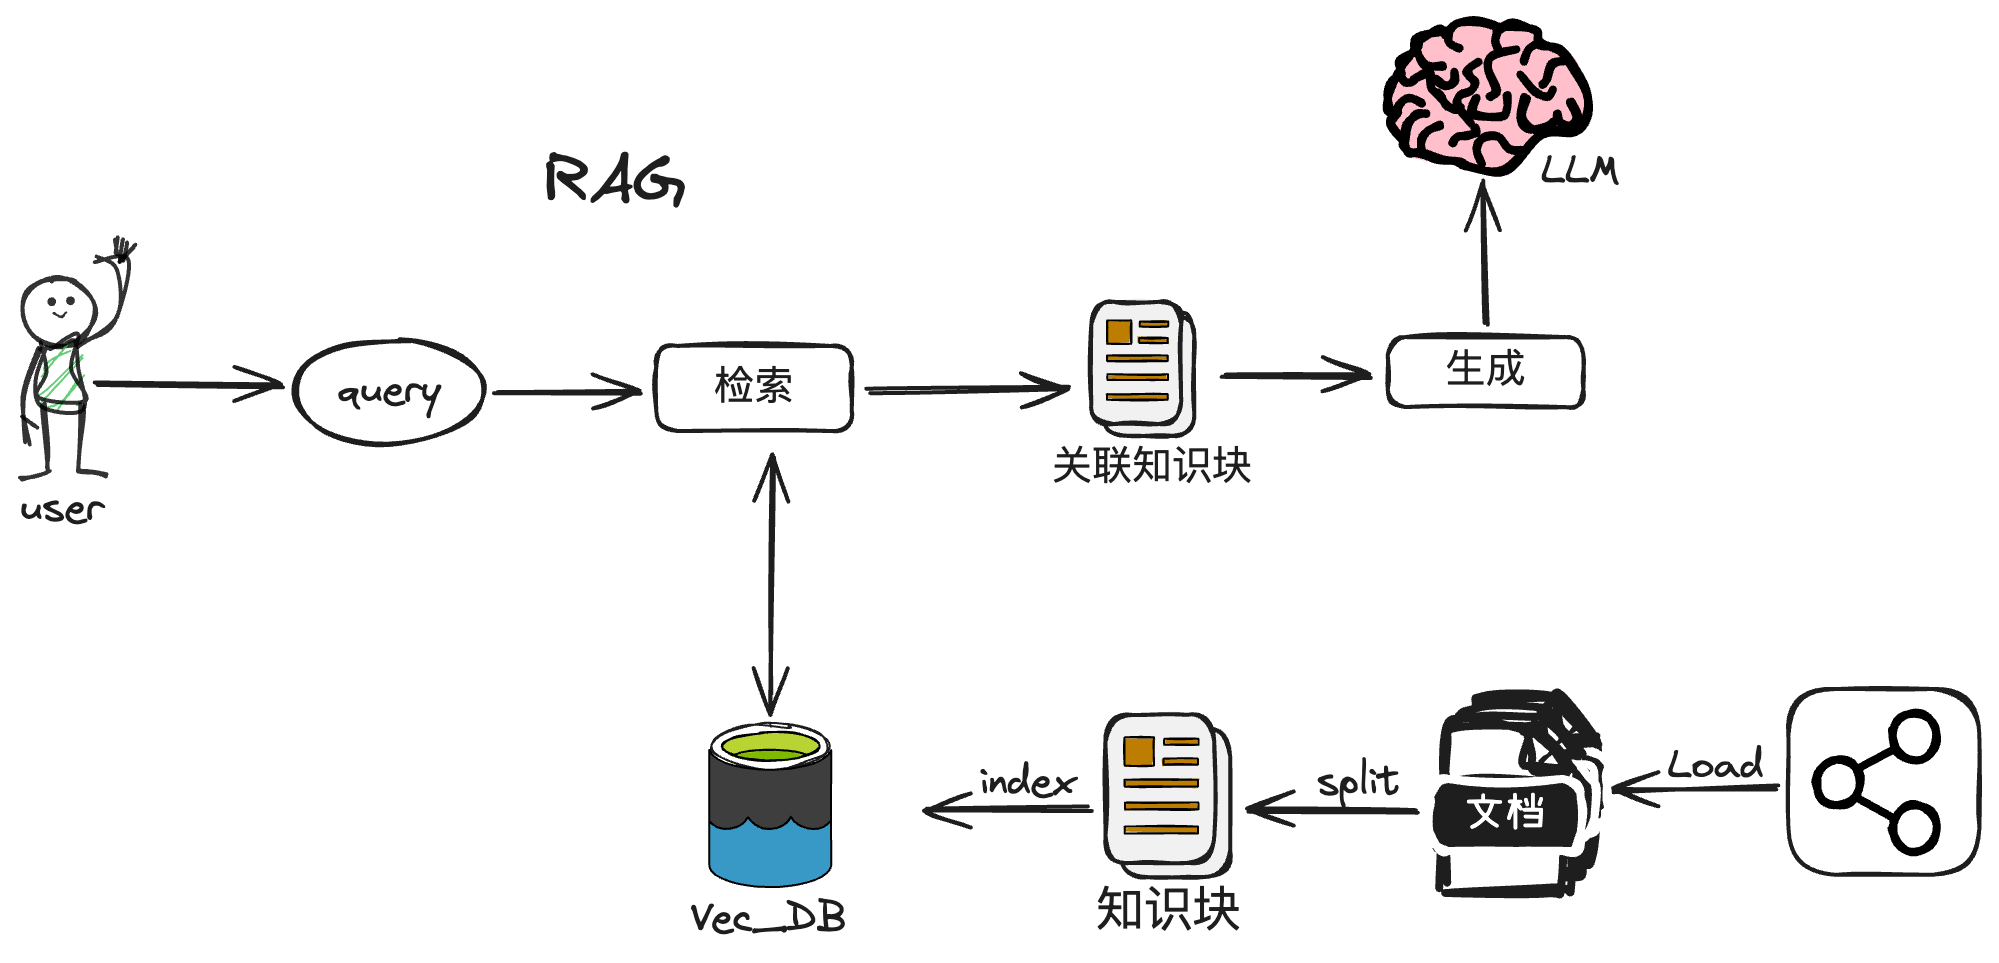 RAG
LLM
user
query
检索
关联知识块
生成
Vec_DB
index
知识块
split
文档
Load